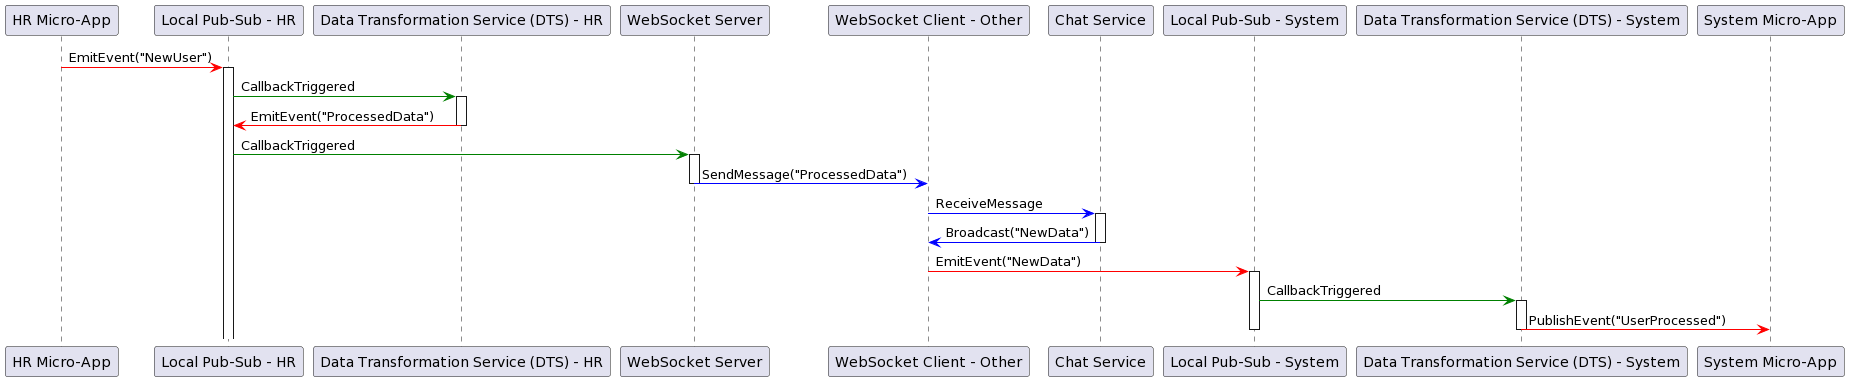 HR Micro-App
Local Pub-Sub - HR
Data Transformation Service (DTS) - HR
WebSocket Server
WebSocket Client - Other
Chat Service
Local Pub-Sub - System
Data Transformation Service (DTS) - System
System Micro-App
EmitEvent("NewUser")
CallbackTriggered
EmitEvent("ProcessedData")
CallbackTriggered
SendMessage("ProcessedData")
ReceiveMessage
Broadcast("NewData")
EmitEvent("NewData")
CallbackTriggered
PublishEvent("UserProcessed")
HR Micro-App
Local Pub-Sub - HR
Data Transformation Service (DTS) - HR
WebSocket Server
WebSocket Client - Other
Chat Service
Local Pub-Sub - System
Data Transformation Service (DTS) - System
System Micro-App